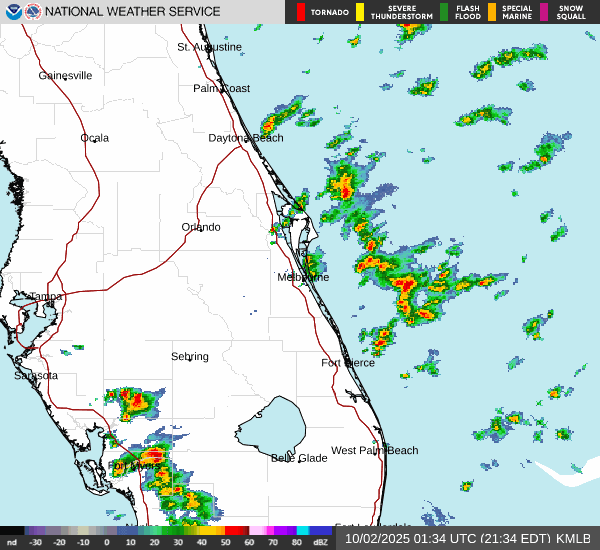 NATIONAL WEATHER SERVICE
TORNADO
SEVERE THUNDERSTORM
FLASH FLOOD
SPECIAL MARINE
SNOW SQUALL
St. Augustine
Gainesville
Palm Coast
Ocala
Daytona Beach
Orlando
Melbourne
Tampa
Sebring
Fort Pierce
Sarasota
West Palm Beach
Belle Glade
Fort Myers
nd -30 -20 -10 0 10 20 30 40 50 60 70 80 dBZ
10/02/2025 01:34 UTC (21:34 EDT) KMLB